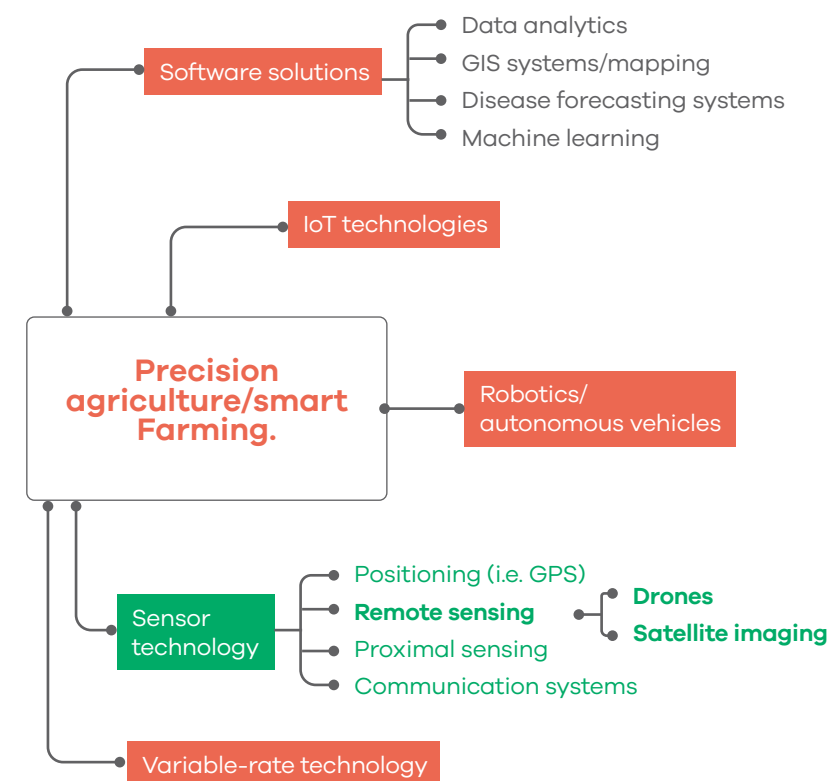 Data analytics
Software solutions
GIS systems/mapping
Disease forecasting systems
Machine learning
IoT technologies
Precision
agriculture/smart
Farming.
Robotics/
autonomous vehicles
Positioning (i.e. GPS)
Drones
Sensor
technology
Remote sensing
Satellite imaging
Proximal sensing
Communication systems
Variable-rate technology